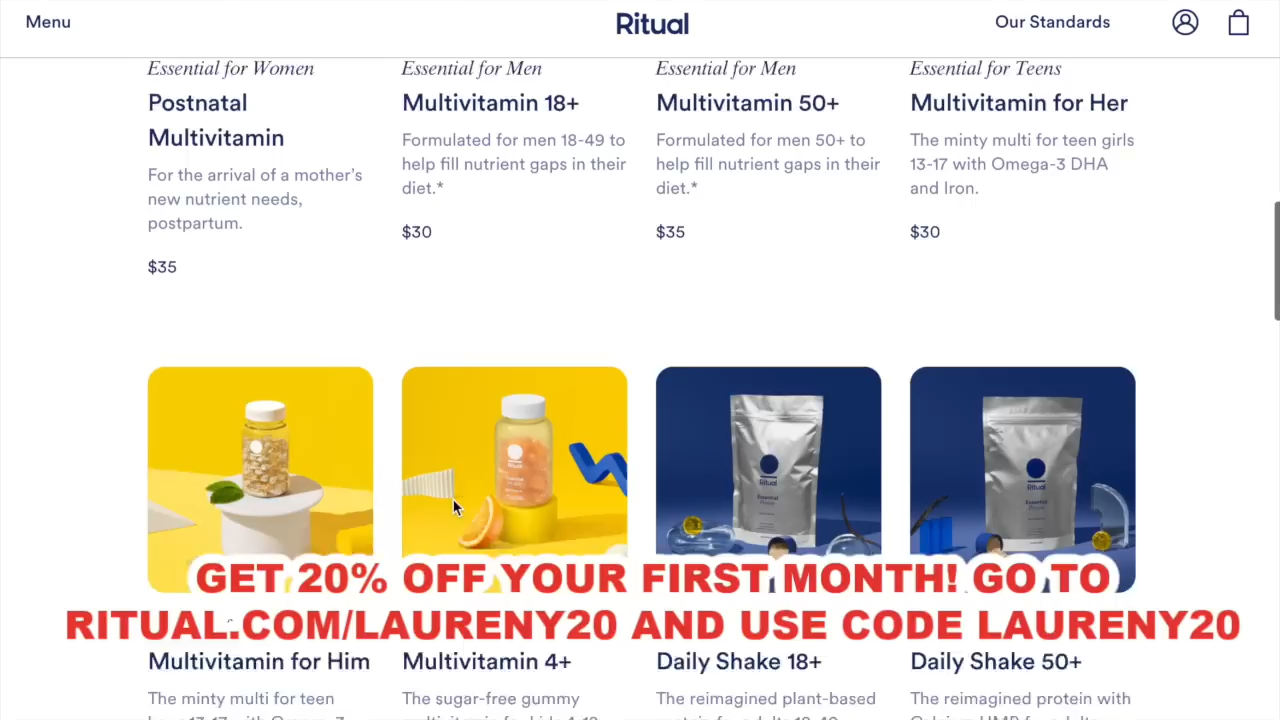 Menu
Ritual
Our Standards
Essential for Women
Postnatal
Multivitamin
For the arrival of a mother’s
new nutrient needs,
postpartum.
$35
Essential for Men
Multivitamin 18+
Formulated for men 18-49 to
help fill nutrient gaps in their
diet.*
$30
Essential for Men
Multivitamin 50+
Formulated for men 50+ to
help fill nutrient gaps in their
diet.*
$35
Essential for Teens
Multivitamin for Her
The minty multi for teen girls
13-17 with Omega-3 DHA
and Iron.
$30
Ritual
Ritual
Essential
Ritual
Essential
GET 20% OFF YOUR FIRST MONTH! GO TO
RITUAL.COM/LAURENY20 AND USE CODE LAURENY20
Multivitamin for Him
The minty multi for teen
Multivitamin 4+
The sugar-free gummy
Daily Shake 18+
The reimagined plant-based
Daily Shake 50+
The reimagined protein with